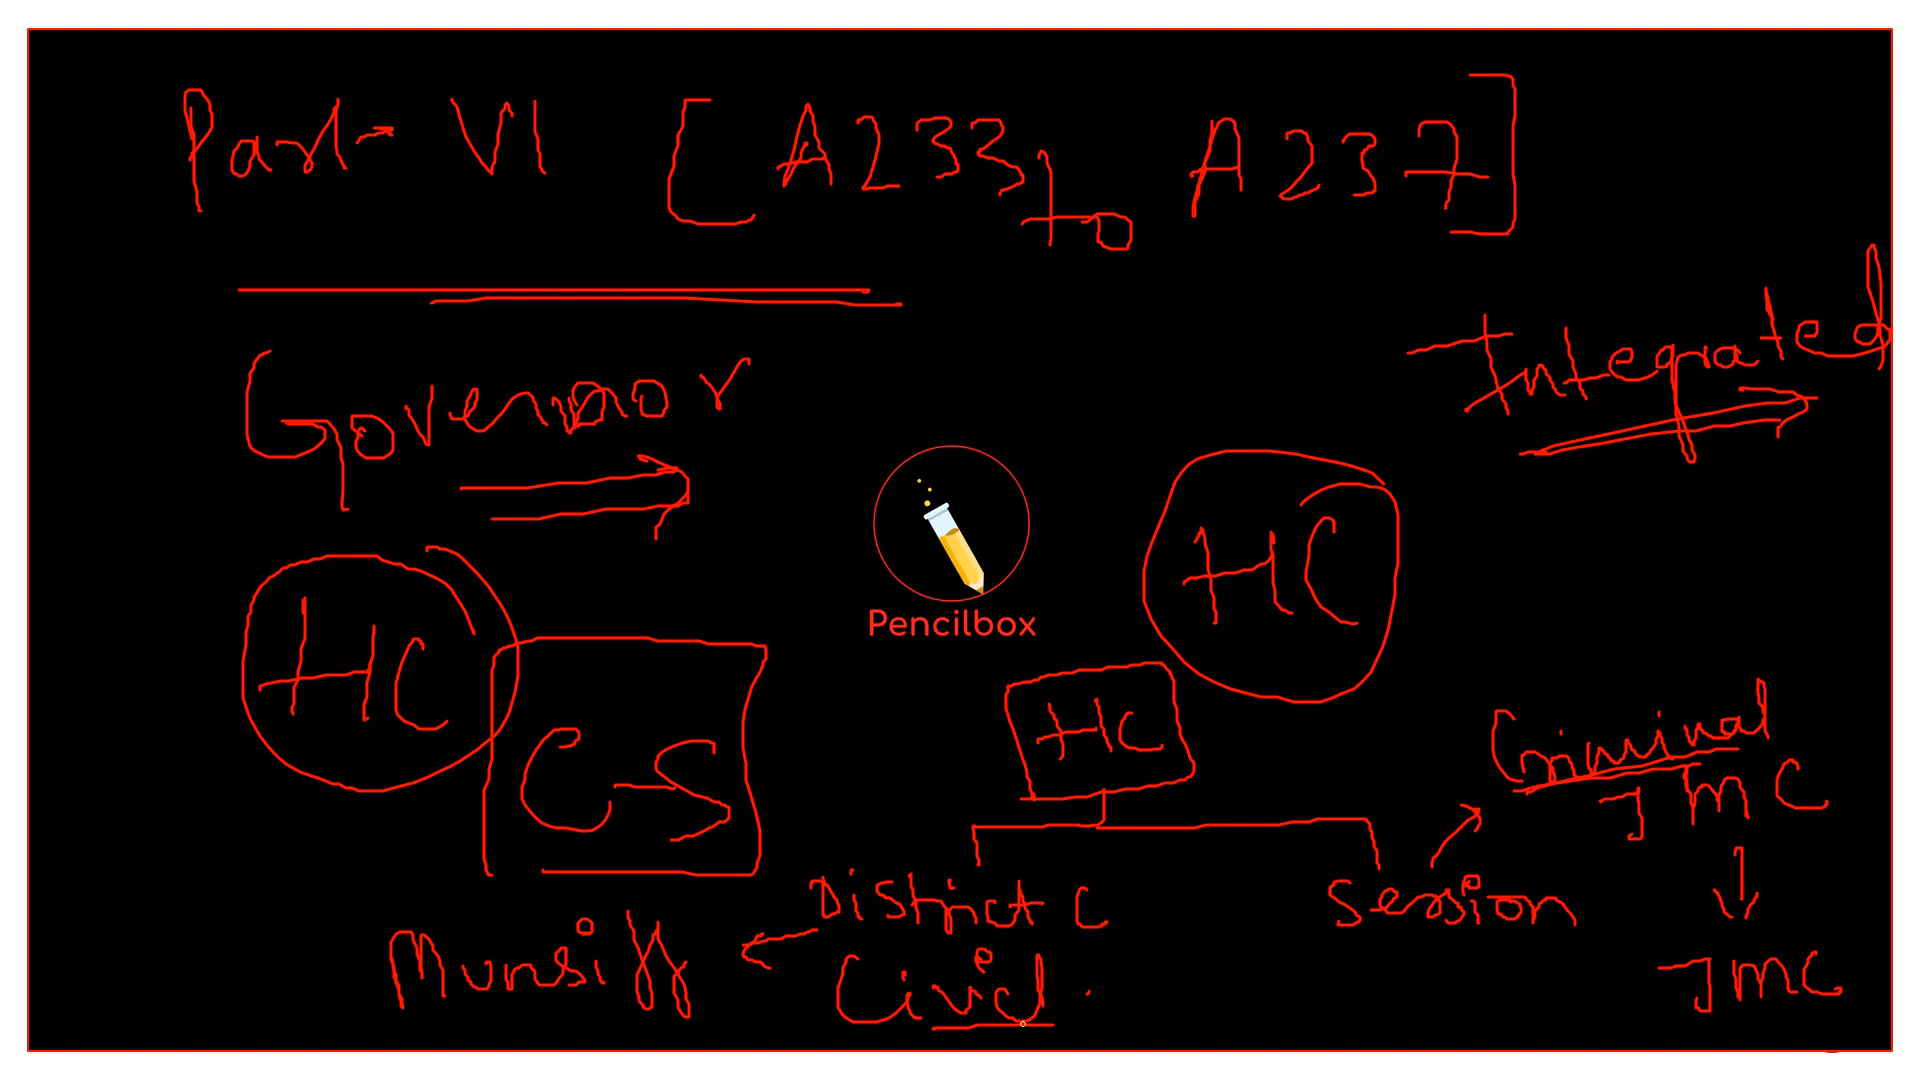 Part - VI [ A233 to A237 ]
Integrated
Governor
HC
HC
CS
Pencilbox
HC
Criminal
JMC
District C
Session
Munsiff
Civil
JMC